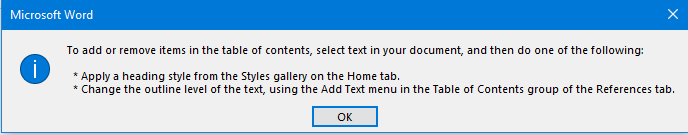 Microsoft Word
To add or remove items in the table of contents, select text in your document, and then do one of the following:
* Apply a heading style from the Styles gallery on the Home tab.
* Change the outline level of the text, using the Add Text menu in the Table of Contents group of the References tab.
OK